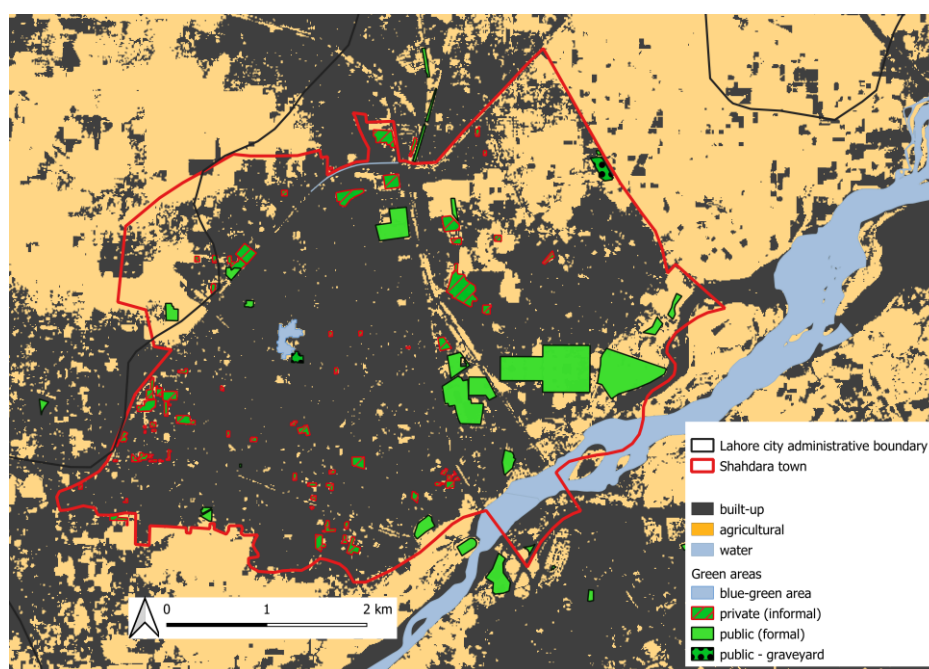 Lahore city administrative boundary
Shahdara town
built-up
agricultural
water
Green areas
blue-green area
private (informal)
public (formal)
public - graveyard
0 1 2 km